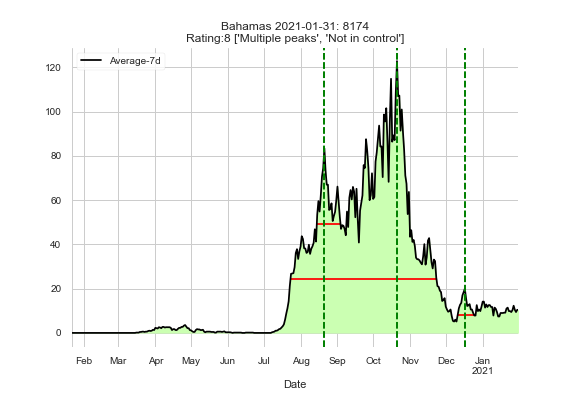 Bahamas 2021-01-31: 8174
Rating:8 ['Multiple peaks', 'Not in control']
Average-7d
120
100
80
60
40
20
0
Feb Mar Apr May Jun Jul Aug Sep Oct Nov Dec Jan
2021
Date